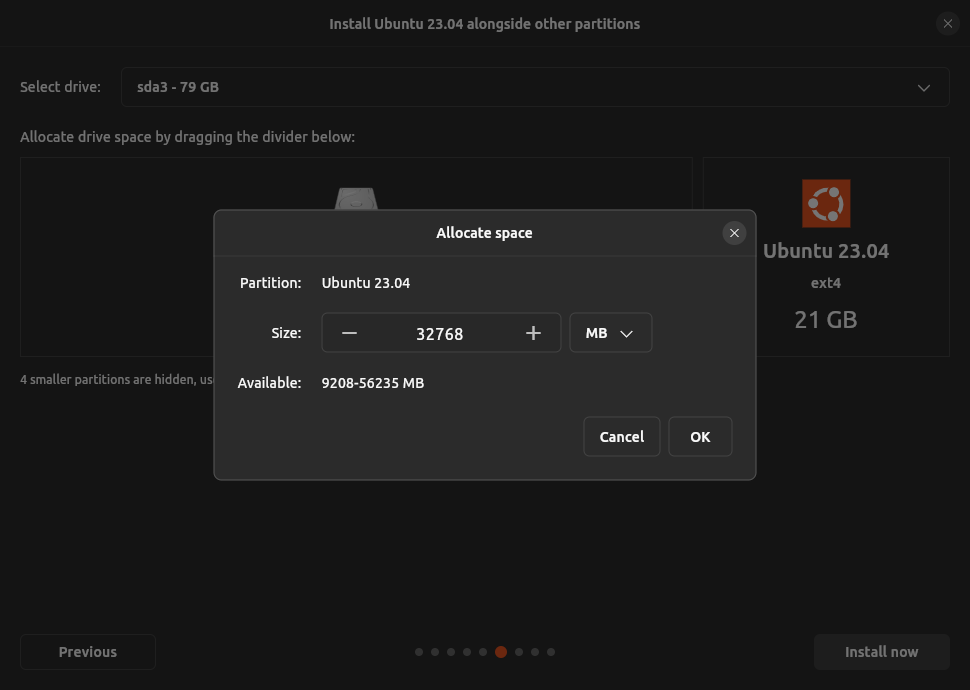 Install Ubuntu 23.04 alongside other partitions
Select drive:
sda3 - 79 GB
Allocate drive space by dragging the divider below:
Ubuntu 23.04
ext4
21 GB
4 smaller partitions are hidden, us
Allocate space
Partition:
Ubuntu 23.04
Size:
32768
MB
Available:
9208-56235 MB
Cancel
OK
Previous
Install now